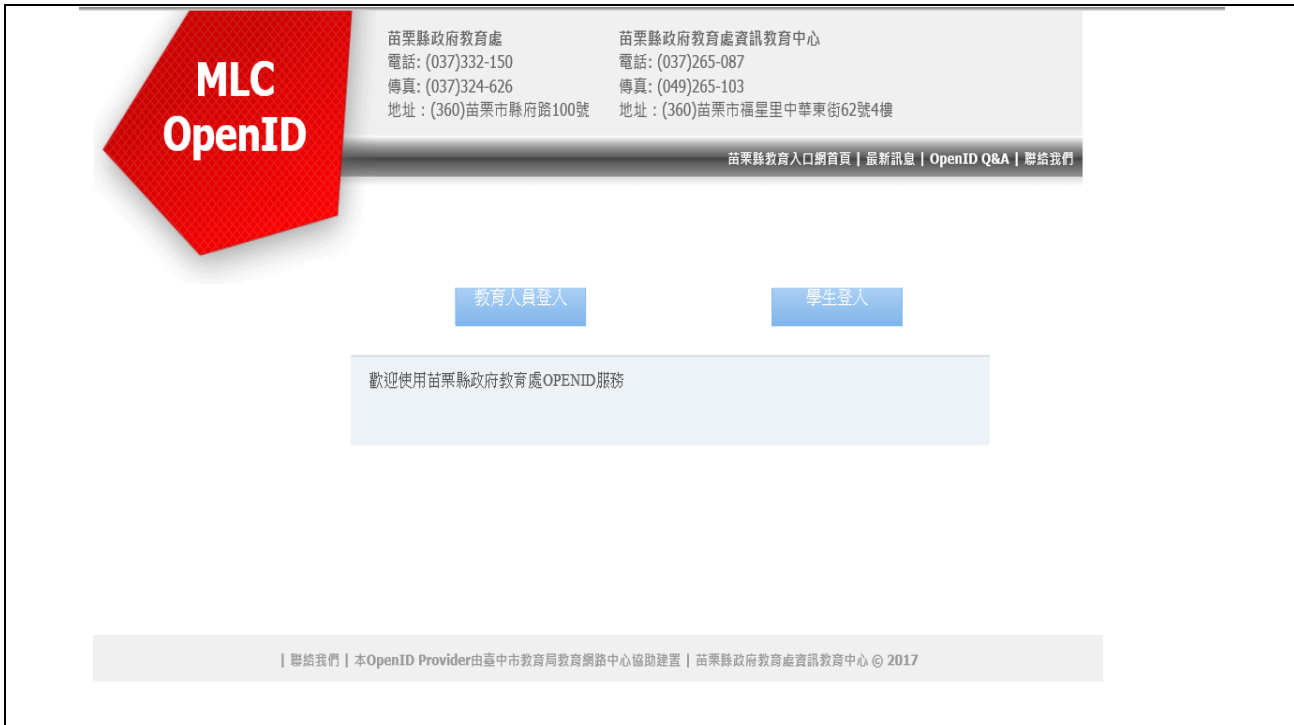 MLC
OpenID
苗栗縣政府教育處
電話: (037)332-150
傳真: (037)324-626
地址：(360)苗栗市縣府路100號
苗栗縣政府教育處資訊教育中心
電話: (037)265-087
傳真: (049)265-103
地址：(360)苗栗市福星里中華東街62號4樓
苗栗縣教育入口網首頁 | 最新訊息 | OpenID Q&A | 聯絡我們
教育人員登入
學生登入
歡迎使用苗栗縣政府教育處OPENID服務
| 聯絡我們 | 本OpenID Provider由臺中市教育局教育網路中心協助建置 | 苗栗縣政府教育處資訊教育中心 © 2017